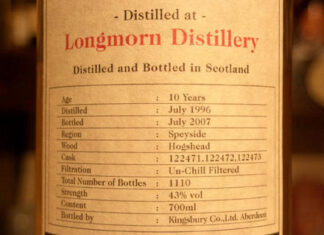 - Distilled at -
Longmorn Distillery
Distilled and Bottled in Scotland
Age : 10 Years
Distilled : July 1996
Bottled : July 2007
Region : Speyside
Wood : Hogshead
Cask : 122471,122472,122473
Filtration : Un-Chill Filtered
Total Number of Bottles : 1110
Strength : 43% vol
Content : 700ml
Bottled by : Kingsbury Co.,Ltd. Aberdeen